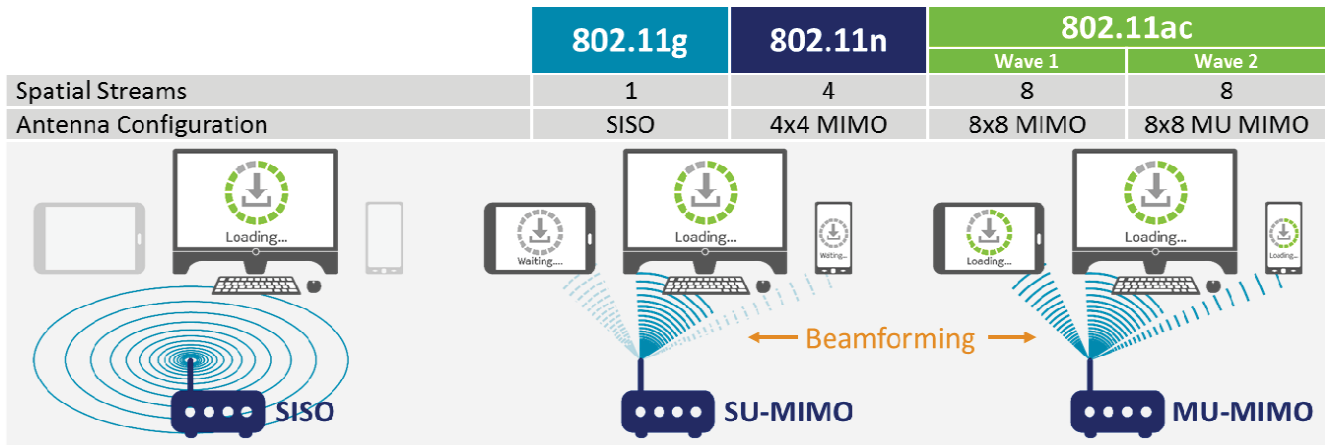 802.11g 802.11n 802.11ac
Wave 1 Wave 2
Spatial Streams 1 4 8 8
Antenna Configuration SISO 4x4 MIMO 8x8 MIMO 8x8 MU MIMO
Loading... Loading... Loading...
Waiting.... Waiting... Loading... Loading...
Beamforming
SISO SU-MIMO MU-MIMO